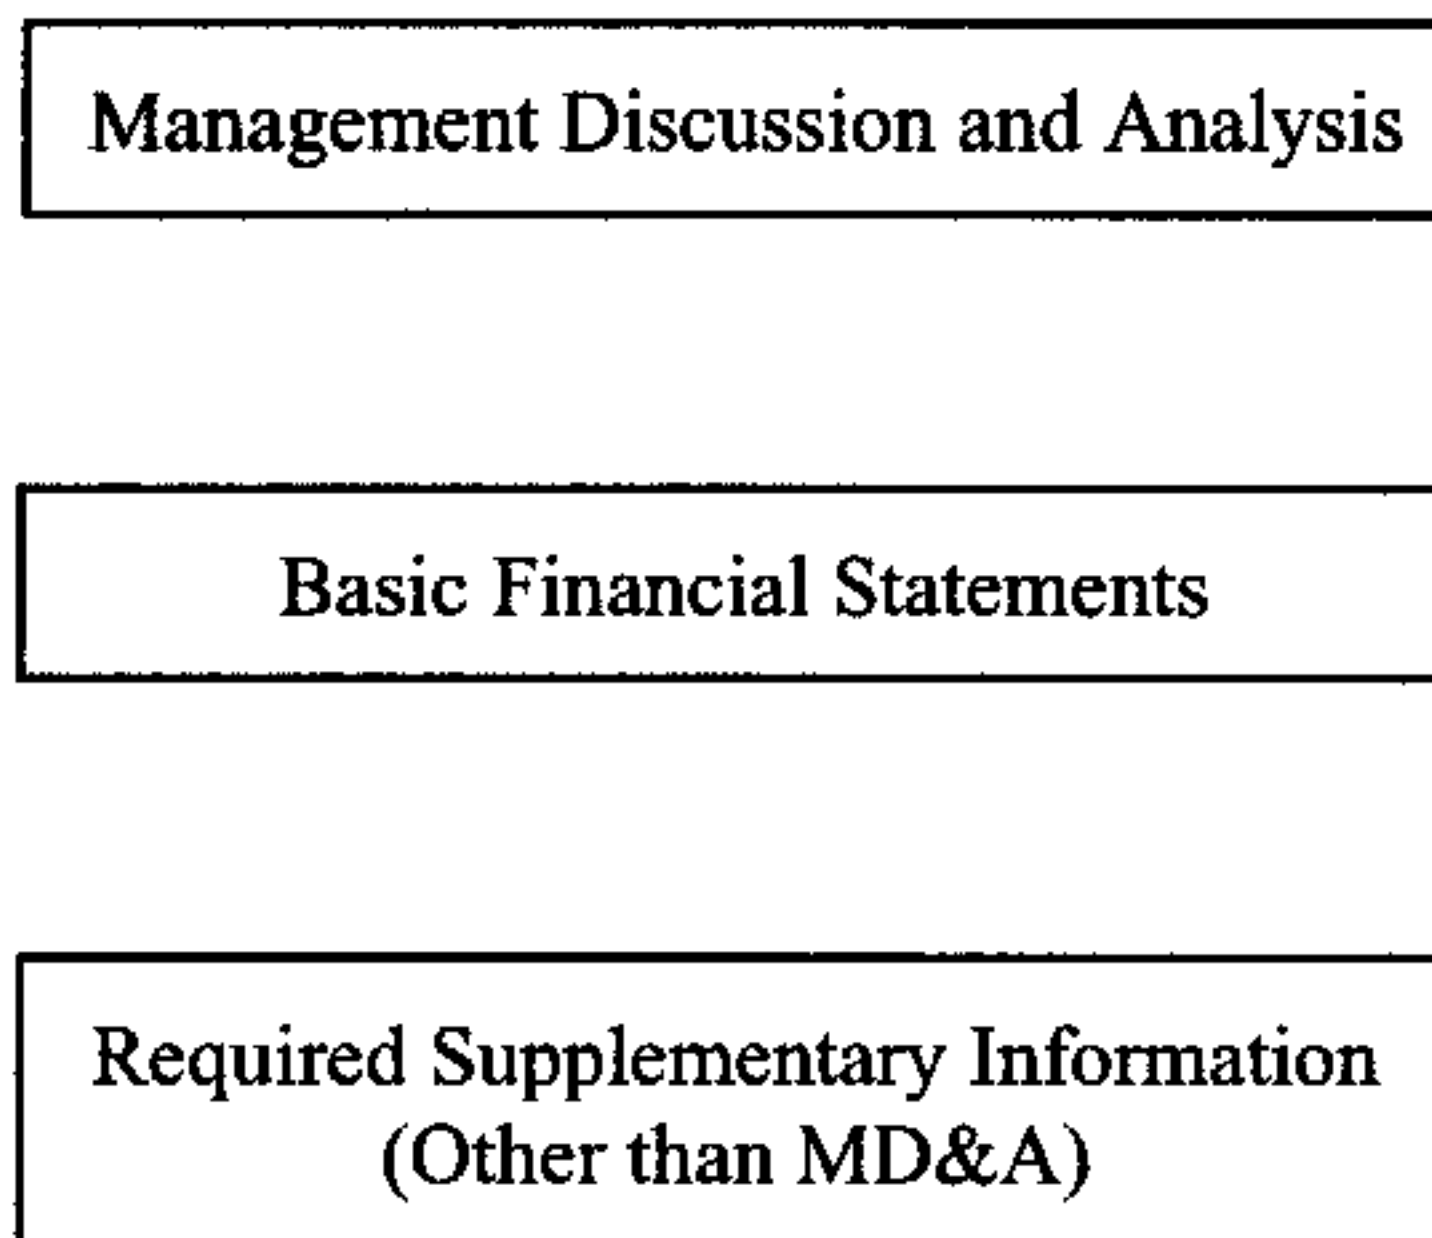 Management Discussion and Analysis
Basic Financial Statements
Required Supplementary Information
(Other than MD&A)